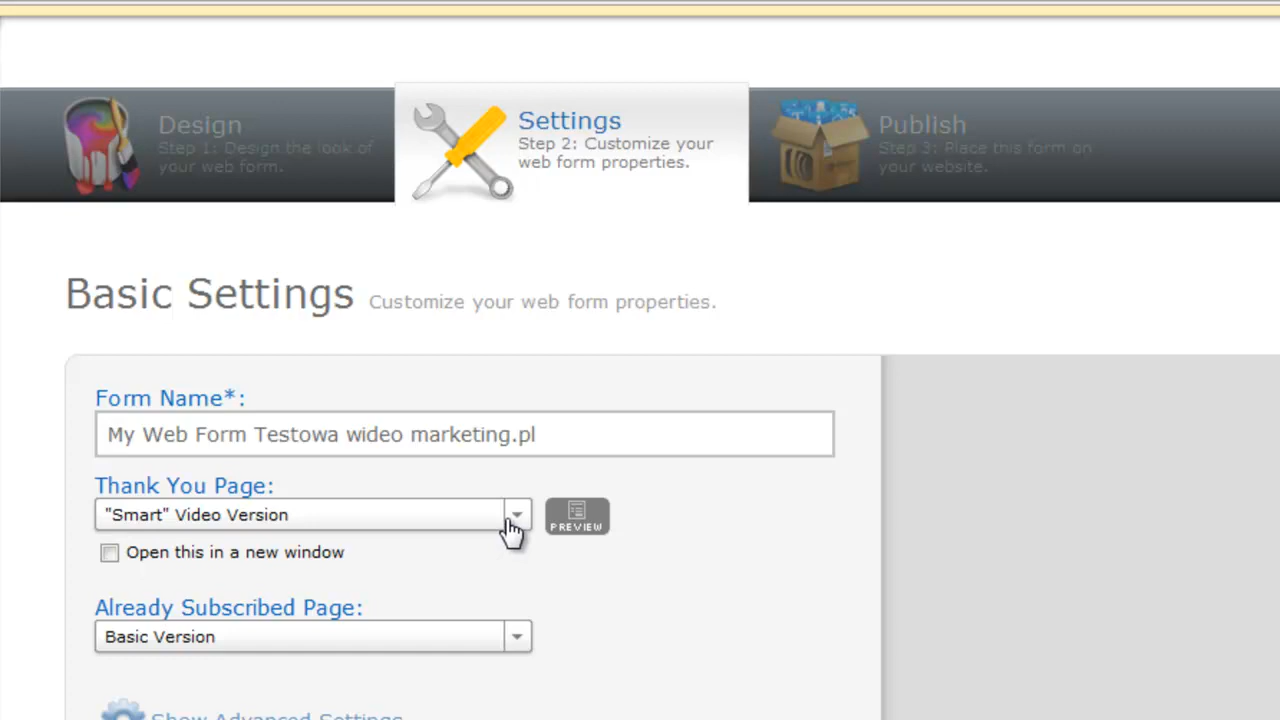 Design
Step 1: Design the look of
your web form.
Settings
Step 2: Customize your
web form properties.
Publish
Step 3: Place this form on
your website.
Basic Settings Customize your web form properties.
Form Name*:
My Web Form Testowa wideo marketing.pl
Thank You Page:
"Smart" Video Version
PREVIEW
Open this in a new window
Already Subscribed Page:
Basic Version
Show Advanced Settings